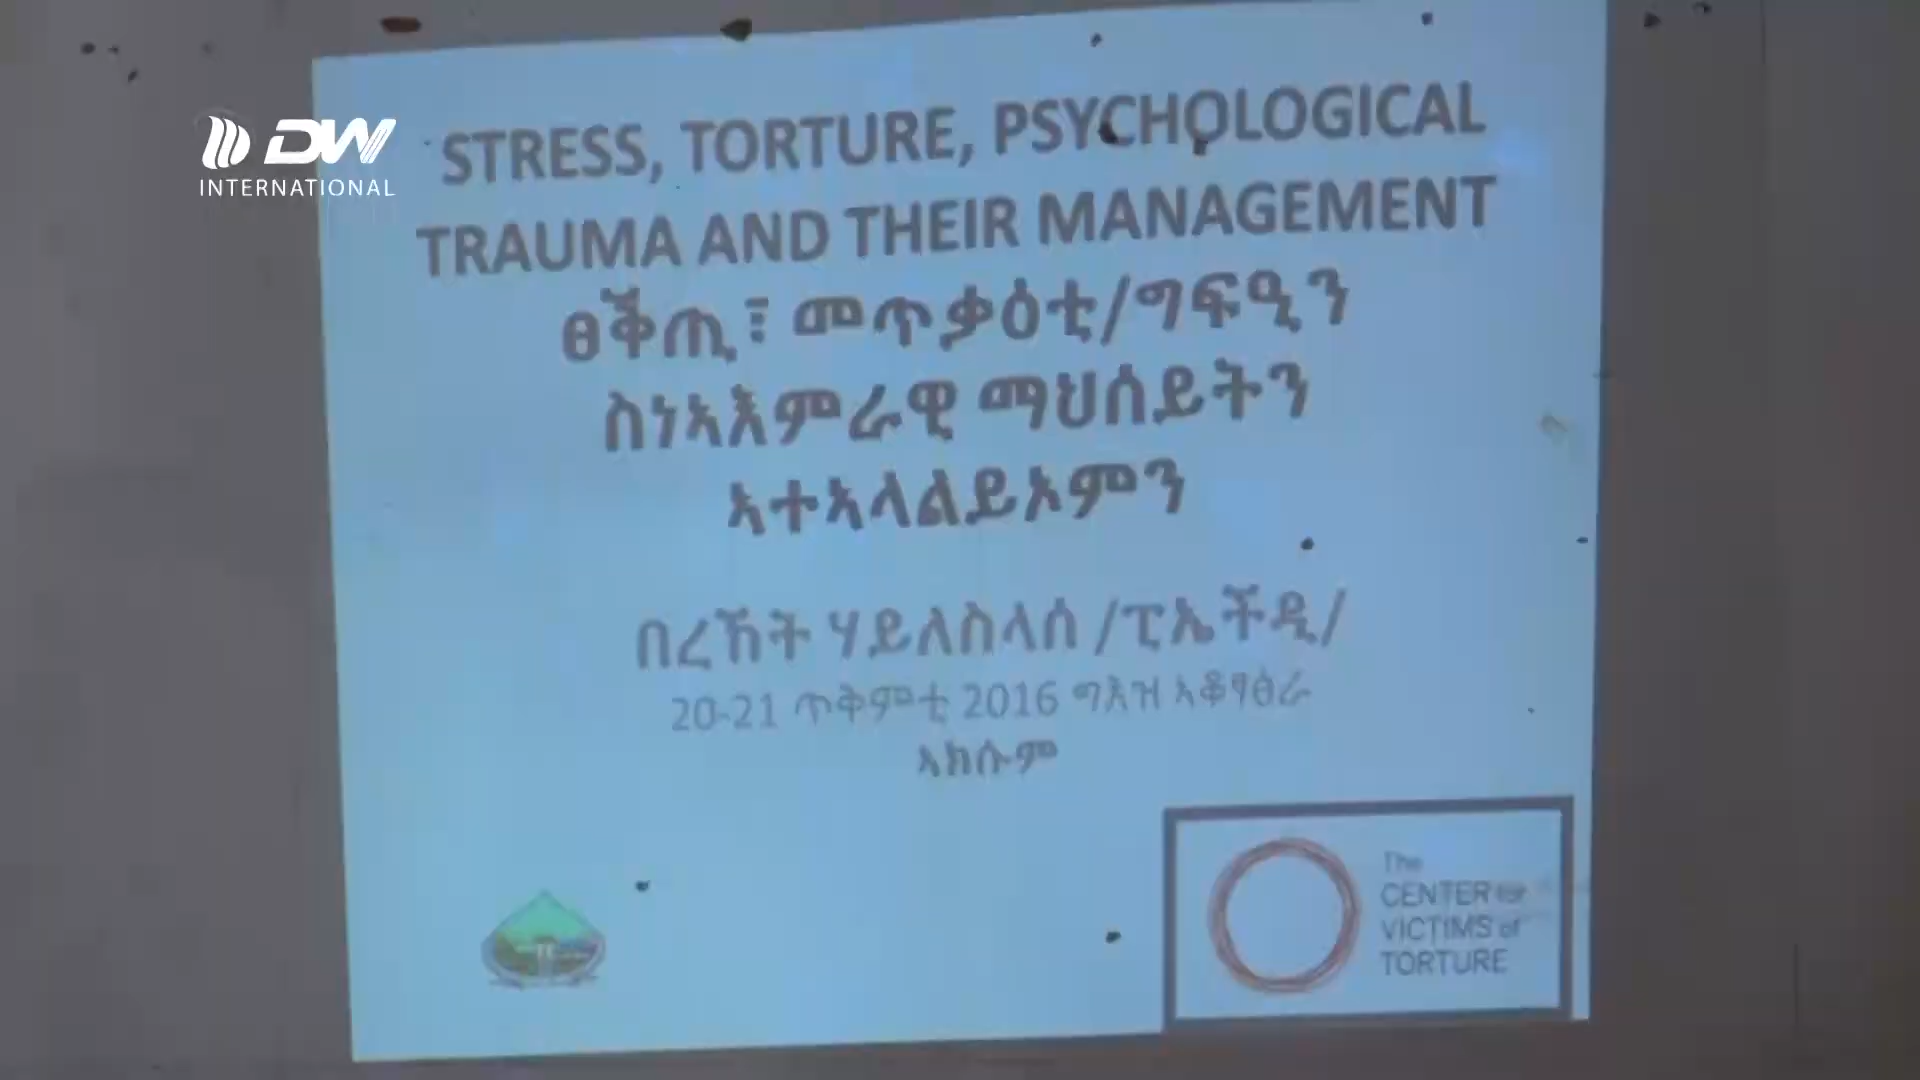 DW
INTERNATIONAL
STRESS, TORTURE, PSYCHOLOGICAL
TRAUMA AND THEIR MANAGEMENT
ፀቕጢ፣ መጥቃዕቲ/ግፍዒን
ስነኣእምራዊ ማህሰይትን
ኣተኣላልይኦምን
በረኸት ሃይለስላሰ /ፒኤችዲ/
20-21 ጥቅምቲ 2016 ግእዝ ኣቆፃፅራ
ኣክሱም
The
CENTER for
VICTIMS of
TORTURE